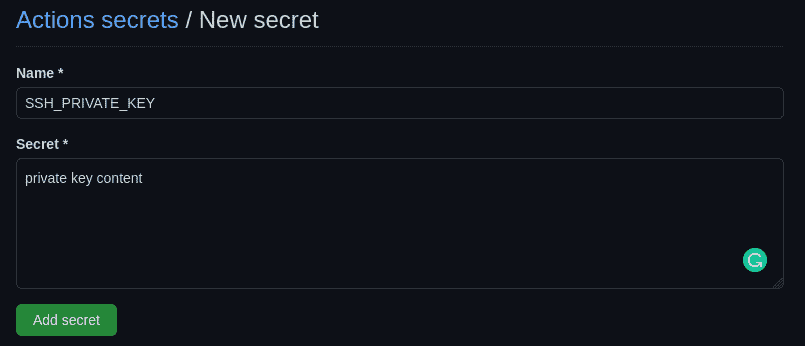 Actions secrets / New secret
Name *
SSH_PRIVATE_KEY
Secret *
private key content
Add secret